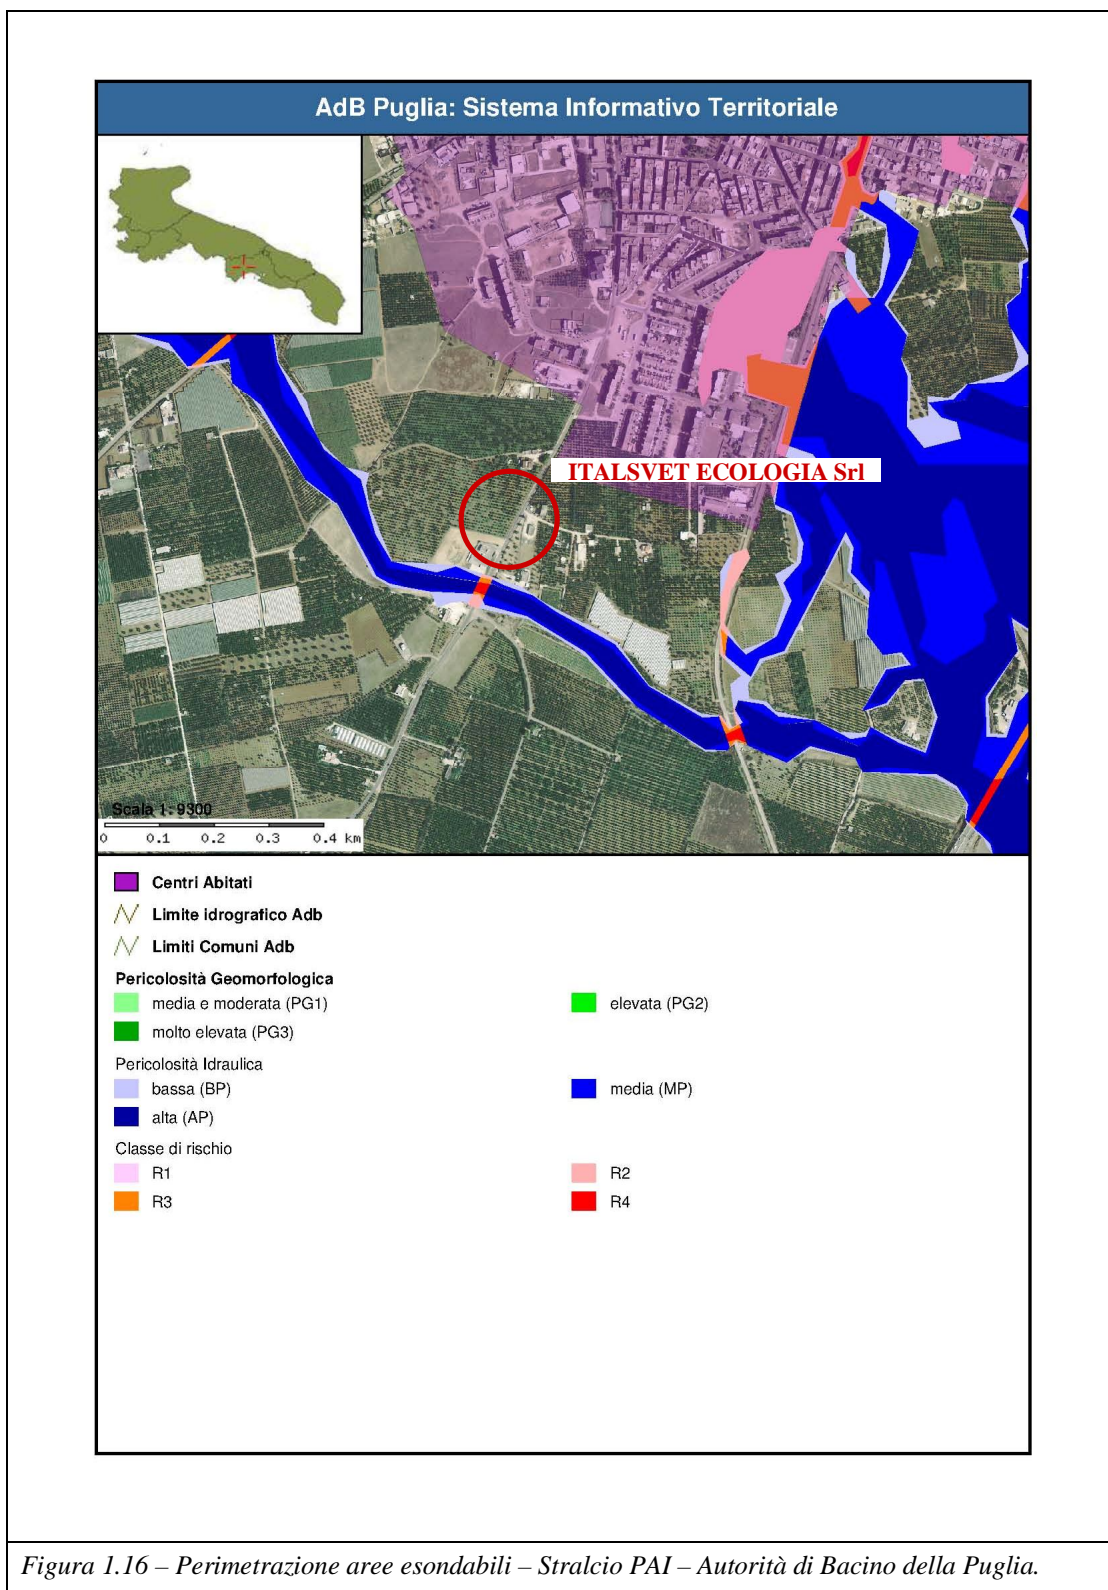 AdB Puglia: Sistema Informativo Territoriale
ITALSVET ECOLOGIA Srl
Scala 1:9300
0 0.1 0.2 0.3 0.4 km
Centri Abitati
Limite idrografico Adb
Limiti Comuni Adb
Pericolosità Geomorfologica
media e moderata (PG1) elevata (PG2)
molto elevata (PG3)
Pericolosità Idraulica
bassa (BP) media (MP)
alta (AP)
Classe di rischio
R1 R2
R3 R4
Figura 1.16 – Perimetrazione aree esondabili – Stralcio PAI – Autorità di Bacino della Puglia.